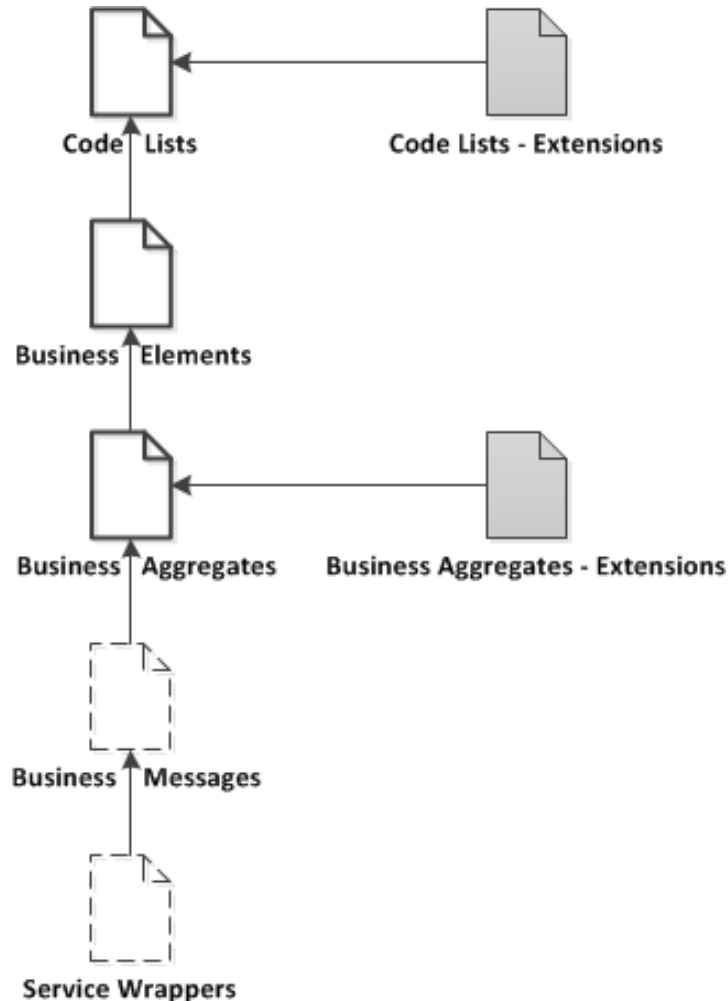 Code Lists
Code Lists - Extensions
Business Elements
Business Aggregates
Business Aggregates - Extensions
Business Messages
Service Wrappers